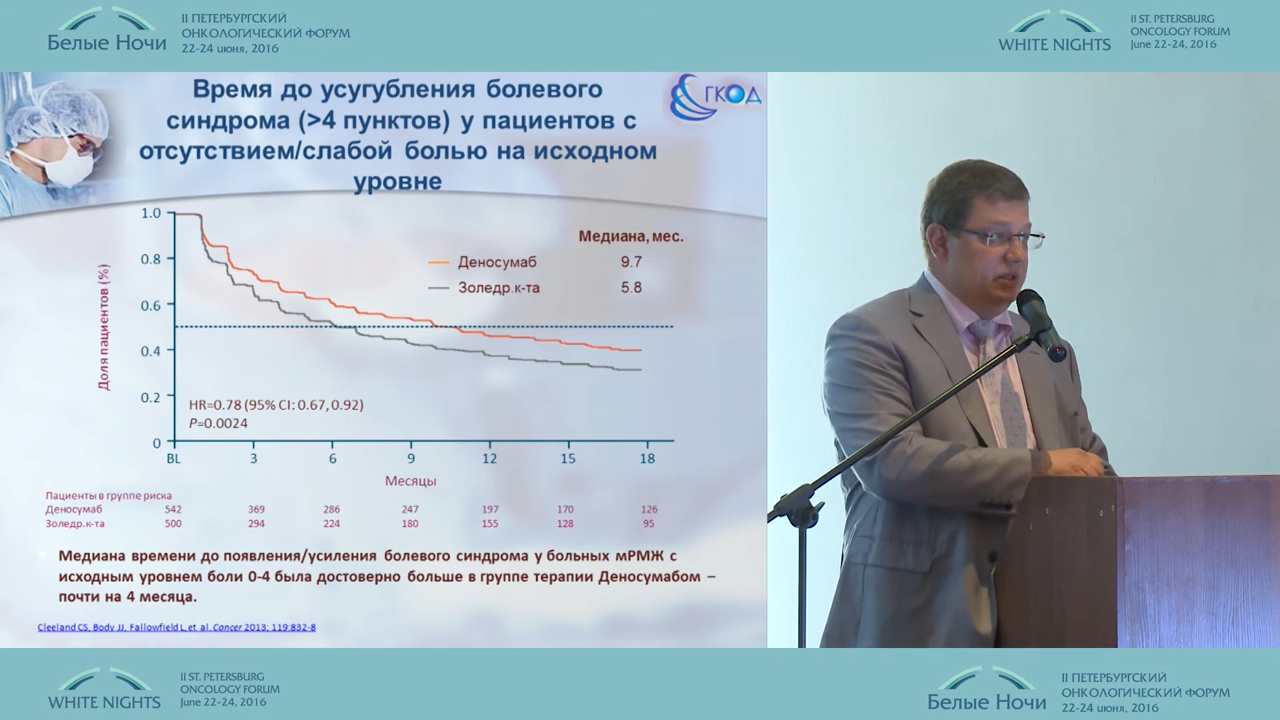 II ПЕТЕРБУРГСКИЙ
ОНКОЛОГИЧЕСКИЙ ФОРУМ
Белые Ночи
22-24 июня, 2016
II ST. PETERSBURG
ONCOLOGY FORUM
WHITE NIGHTS
June 22-24, 2016
Время до усугубления болевого
синдрома (>4 пунктов) у пациентов с
отсутствием/слабой болью на исходном
уровне
ГКОД
Доля пациентов (%)
1.0
0.8
0.6
0.4
0.2
0
Медиана, мес.
Деносумаб 9.7
Золедр.к-та 5.8
HR=0.78 (95% CI: 0.67, 0.92)
P=0.0024
BL 3 6 9 12 15 18
Месяцы
Пациенты в группе риска
Деносумаб 542 369 286 247 197 170 126
Золедр.к-та 500 294 224 180 155 128 95
Медиана времени до появления/усиления болевого синдрома у больных мРМЖ с
исходным уровнем боли 0-4 была достоверно больше в группе терапии Деносумабом –
почти на 4 месяца.
Cleeland CS, Body JJ, Fallowfield L, et al. Cancer 2013; 119:832-8
II ST. PETERSBURG
ONCOLOGY FORUM
WHITE NIGHTS
June 22-24, 2016
II ПЕТЕРБУРГСКИЙ
ОНКОЛОГИЧЕСКИЙ ФОРУМ
Белые Ночи
22-24 июня, 2016